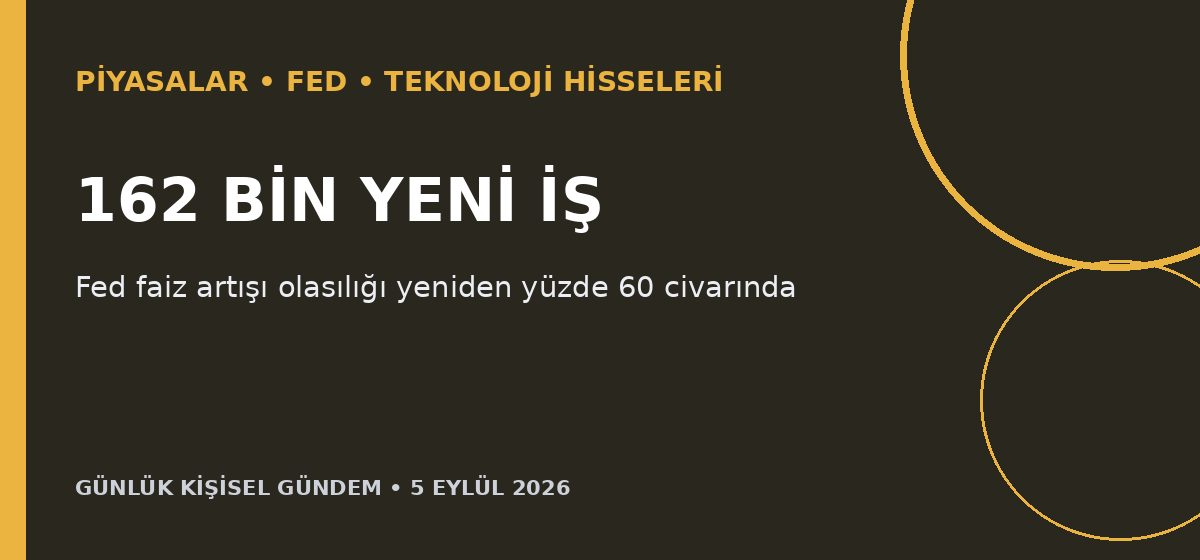 PİYASALAR • FED • TEKNOLOJİ HİSSELERİ
162 BİN YENİ İŞ
Fed faiz artışı olasılığı yeniden yüzde 60 civarında
GÜNLÜK KİŞİSEL GÜNDEM • 5 EYLÜL 2026